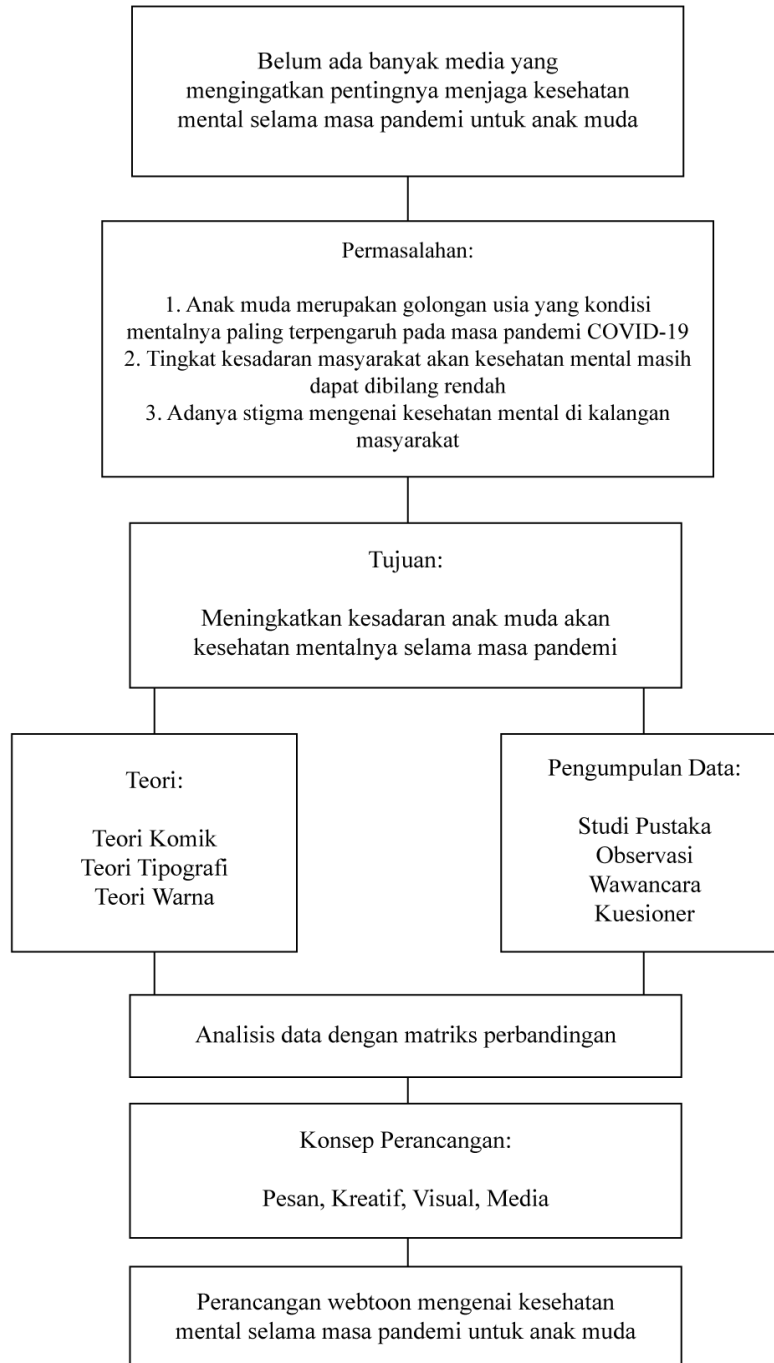 Belum ada banyak media yang
mengingatkan pentingnya menjaga kesehatan
mental selama masa pandemi untuk anak muda
Permasalahan:
1. Anak muda merupakan golongan usia yang kondisi
mentalnya paling terpengaruh pada masa pandemi COVID-19
2. Tingkat kesadaran masyarakat akan kesehatan mental masih
dapat dibilang rendah
3. Adanya stigma mengenai kesehatan mental di kalangan
masyarakat
Tujuan:
Meningkatkan kesadaran anak muda akan
kesehatan mentalnya selama masa pandemi
Teori:
Teori Komik
Teori Tipografi
Teori Warna
Pengumpulan Data:
Studi Pustaka
Observasi
Wawancara
Kuesioner
Analisis data dengan matriks perbandingan
Konsep Perancangan:
Pesan, Kreatif, Visual, Media
Perancangan webtoon mengenai kesehatan
mental selama masa pandemi untuk anak muda